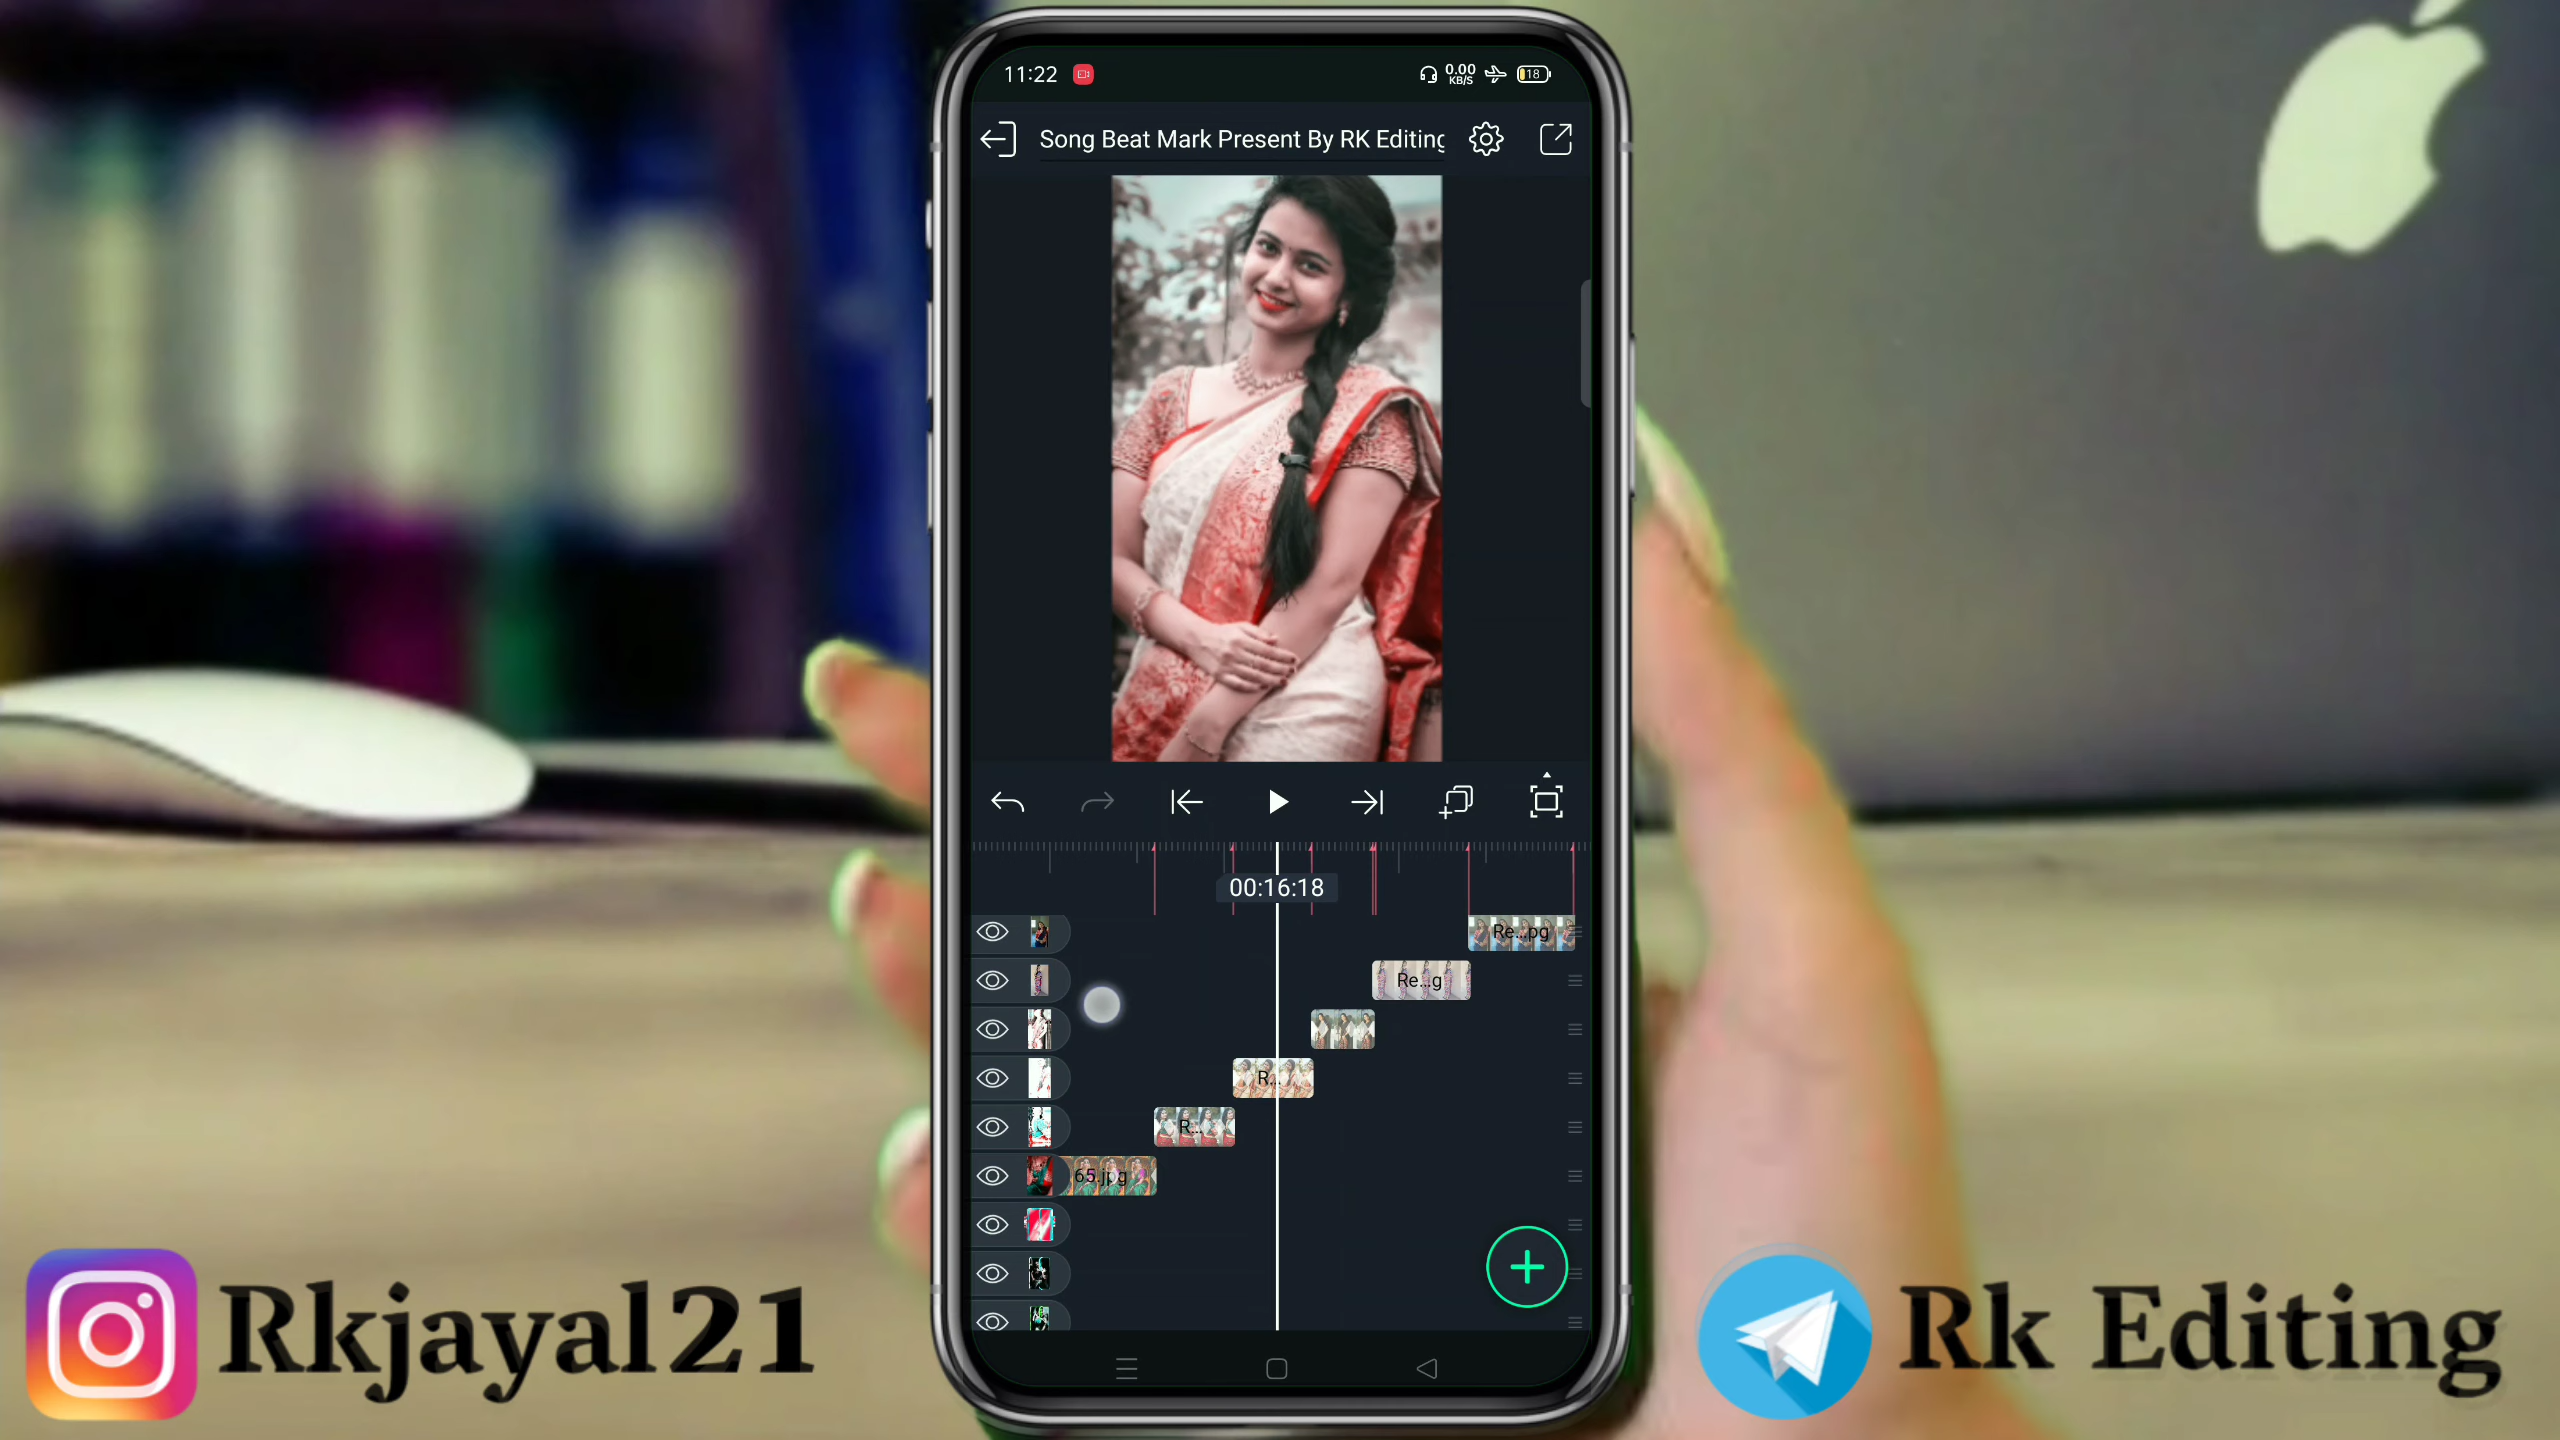 11:22
0.00
KB/S
18
Song Beat Mark Present By RK Editing
00:16:18
Re...pg
Re...g
R...
R...
65.jpg
Rkjayal21
Rk Editing